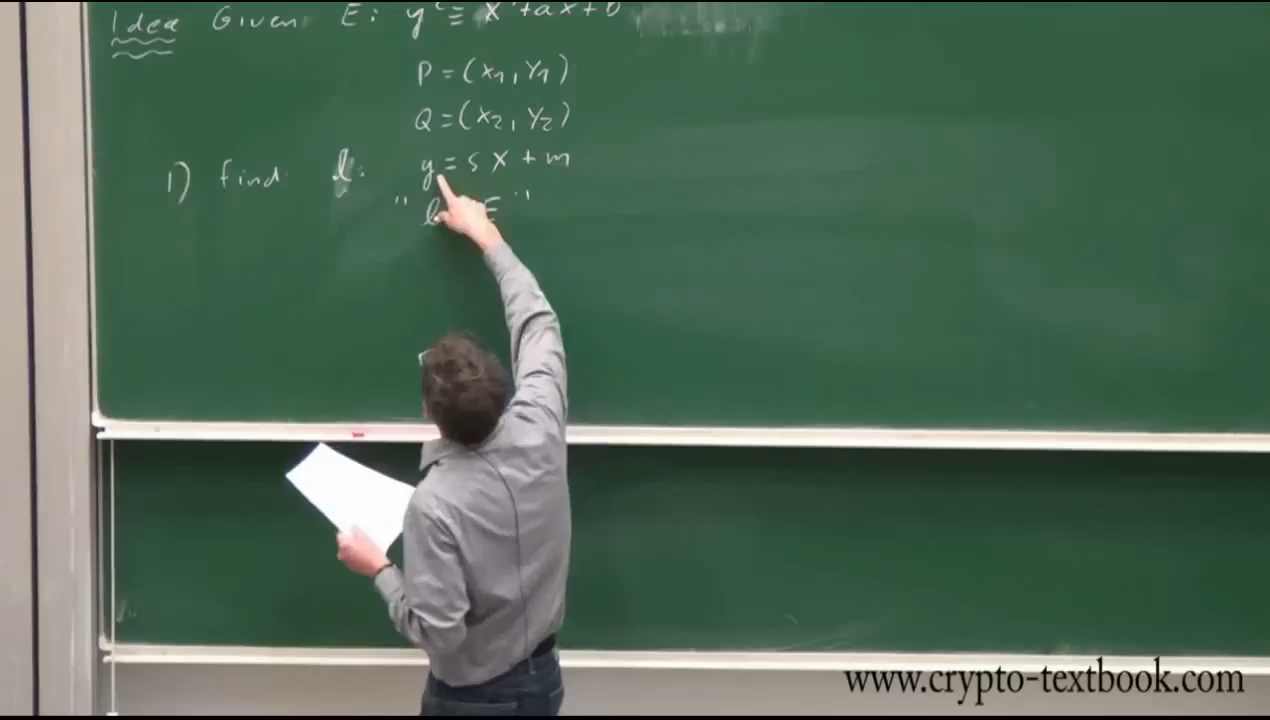 Idea Given: E: y² ≡ x³+ax+b
P = (x₁, y₁)
Q = (x₂, y₂)
1) find l: y = s x + m
" l E "
www.crypto-textbook.com